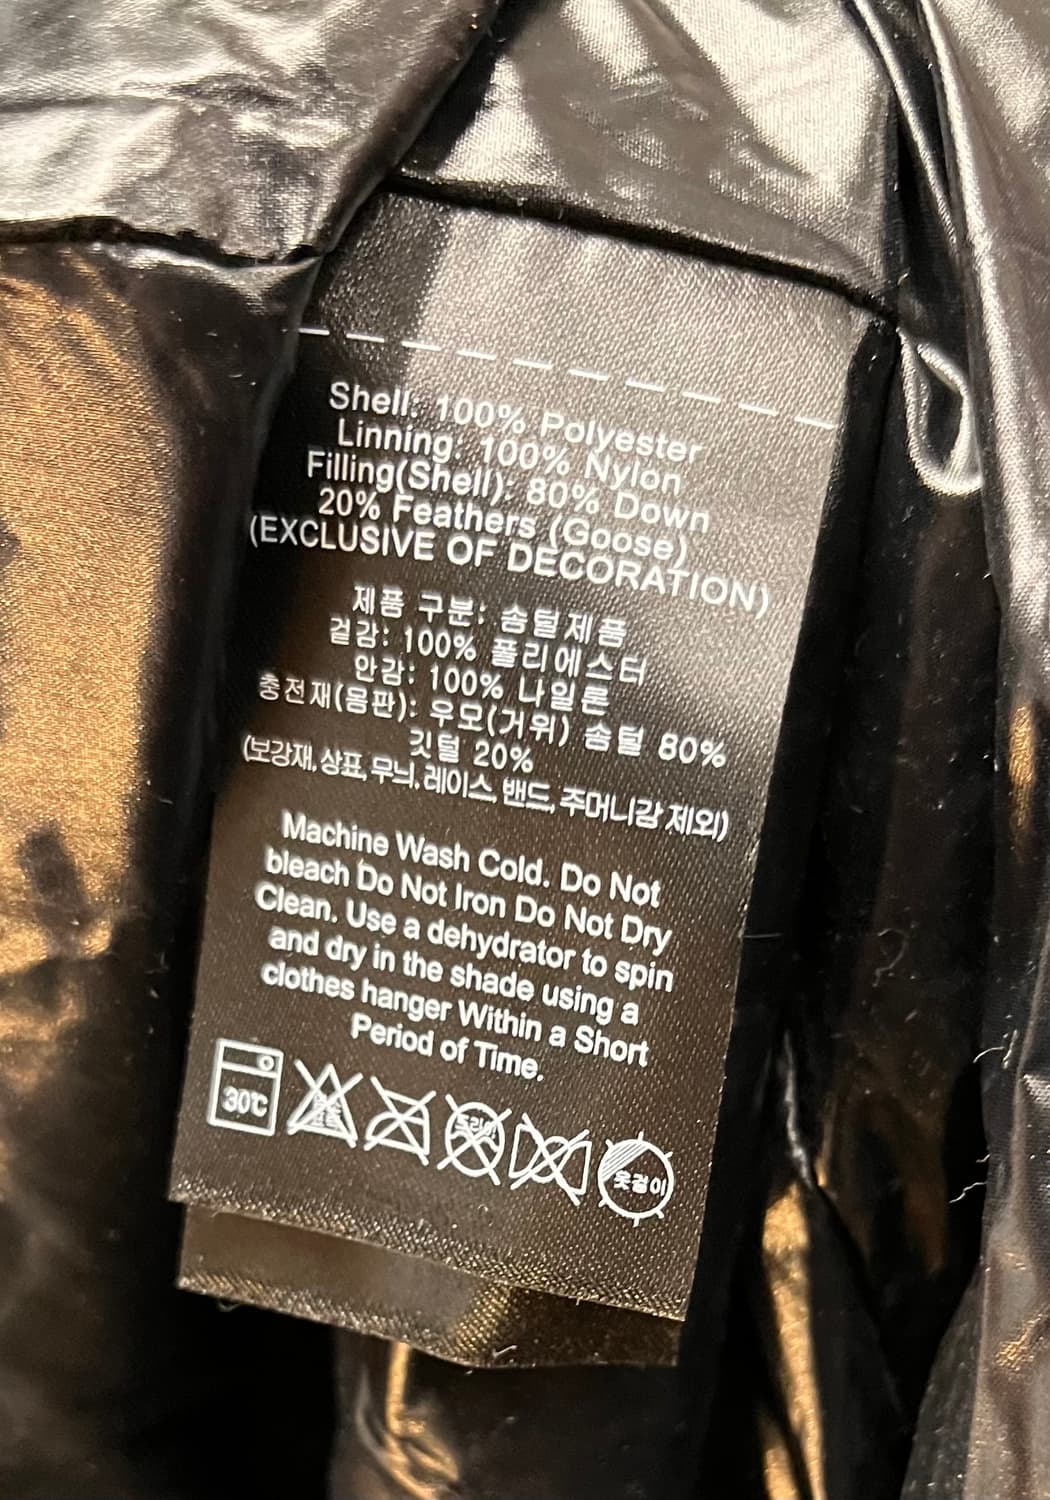 Shell: 100% Polyester
Linning: 100% Nylon
Filling(Shell): 80% Down
20% Feathers (Goose)
(EXCLUSIVE OF DECORATION)
제품 구분: 솜털제품
겉감: 100% 폴리에스터
안감: 100% 나일론
충전재(몸판): 우모(거위) 솜털 80%
깃털 20%
(보강재, 상표, 무늬, 레이스, 밴드, 주머니감 제외)
Machine Wash Cold. Do Not
bleach Do Not Iron Do Not Dry
Clean. Use a dehydrator to spin
and dry in the shade using a
clothes hanger Within a Short
Period of Time.
30℃ 옷걸이